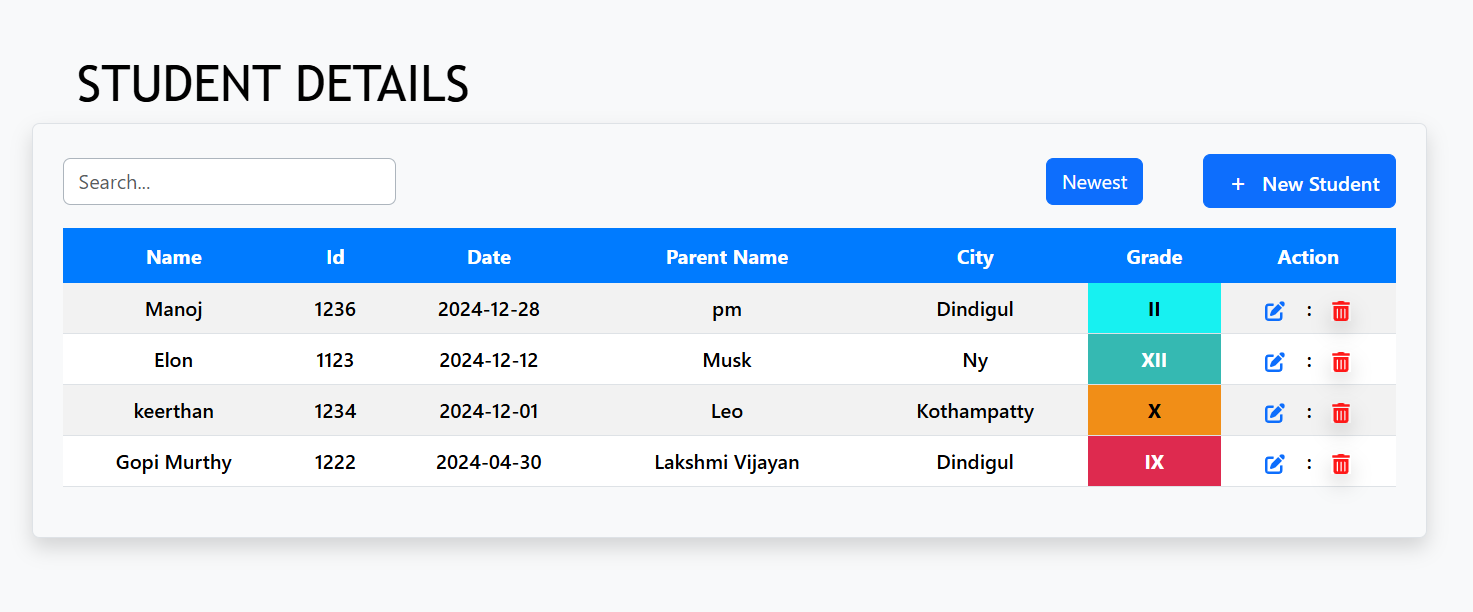 STUDENT DETAILS
Search... Newest + New Student
Name Id Date Parent Name City Grade Action
Manoj 1236 2024-12-28 pm Dindigul II :
Elon 1123 2024-12-12 Musk Ny XII :
keerthan 1234 2024-12-01 Leo Kothampatty X :
Gopi Murthy 1222 2024-04-30 Lakshmi Vijayan Dindigul IX :